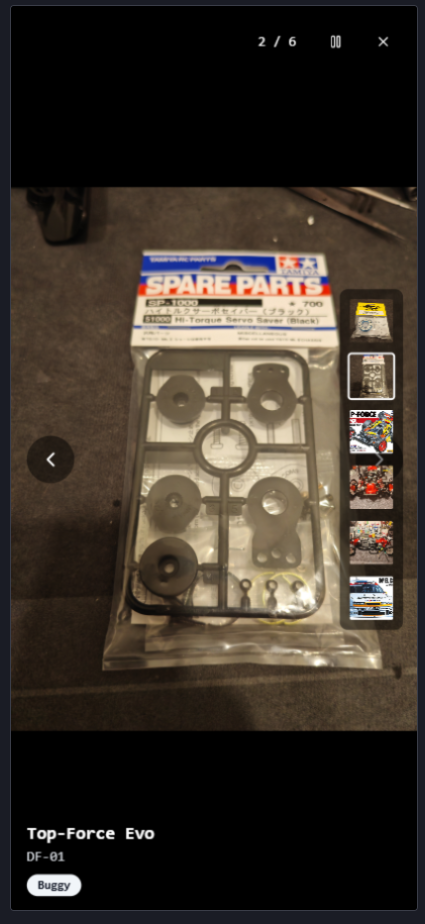 2 / 6
TAMIYA
SPARE PARTS
SP-1000
★ 700
ハイトルクサーボセイバー（ブラック）
51000 Hi-Torque Servo Saver (Black)
Top-Force Evo
DF-01
Buggy